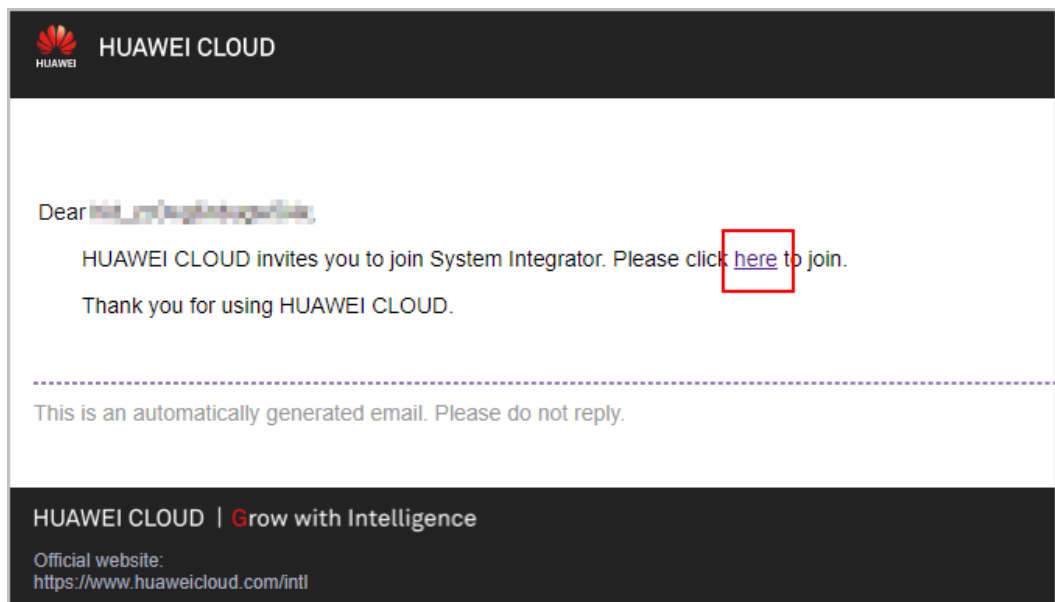 HUAWEI
HUAWEI CLOUD
Dear
HUAWEI CLOUD invites you to join System Integrator. Please click here to join.
Thank you for using HUAWEI CLOUD.
This is an automatically generated email. Please do not reply.
HUAWEI CLOUD | Grow with Intelligence
Official website:
https://www.huaweicloud.com/intl